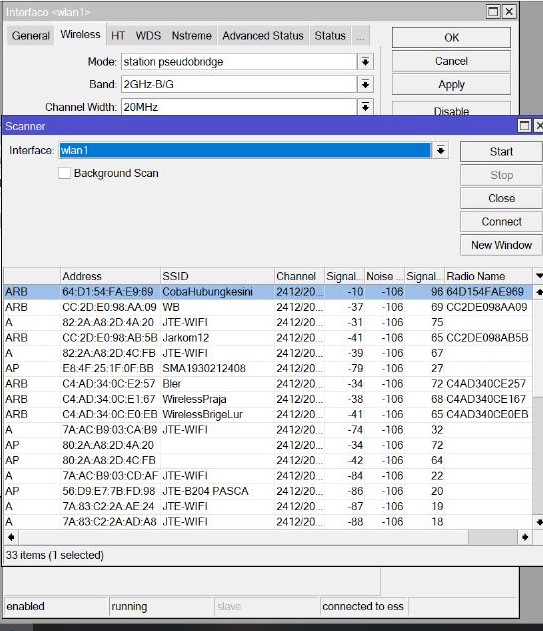 Interface <wlan1>
General Wireless HT WDS Nstreme Advanced Status Status ...
OK
Mode: station pseudobridge
Cancel
Band: 2GHz-B/G
Apply
Channel Width: 20MHz
Disable
Scanner
Interface: wlan1
Start
Background Scan
Stop
Close
Connect
New Window
Address SSID Channel Signal... Noise ... Signal... Radio Name
ARB 64:D1:54:FA:E9:69 CobaHubungkesini 2412/20... -10 -106 96 64D154FAE969
ARB CC:2D:E0:98:AA:09 WB 2412/20... -37 -106 69 CC2DE098AA09
A 82:2A:A8:2D:4A:20 JTE-WIFI 2412/20... -31 -106 75
ARB CC:2D:E0:98:AB:5B Jarkom12 2412/20... -41 -106 65 CC2DE098AB5B
A 82:2A:A8:2D:4C:FB JTE-WIFI 2412/20... -39 -106 67
AP E8:4F:25:1F:0F:BB SMA1930212408 2412/20... -79 -106 27
ARB C4:AD:34:0C:E2:57 Bler 2412/20... -34 -106 72 C4AD340CE257
ARB C4:AD:34:0C:E1:67 WirelessPraja 2412/20... -38 -106 68 C4AD340CE167
ARB C4:AD:34:0C:E0:EB WirelessBrigeLur 2412/20... -41 -106 65 C4AD340CE0EB
A 7A:AC:B9:03:CA:B9 JTE-WIFI 2412/20... -74 -106 32
AP 80:2A:A8:2D:4A:20 2412/20... -34 -106 72
AP 80:2A:A8:2D:4C:FB 2412/20... -42 -106 64
A 7A:AC:B9:03:CD:AF JTE-WIFI 2412/20... -84 -106 22
AP 56:D9:E7:7B:FD:98 JTE-B204 PASCA 2412/20... -86 -106 20
A 7A:83:C2:2A:AE:24 JTE-WIFI 2412/20... -87 -106 19
A 7A:83:C2:2A:AD:A8 JTE-WIFI 2412/20... -88 -106 18
33 items (1 selected)
enabled running slave connected to ess